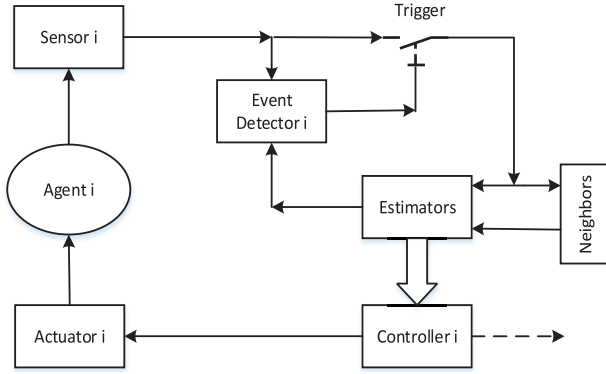 Trigger
Sensor i
Event
Detector i
Agent i
Estimators
Neighbors
Actuator i
Controller i